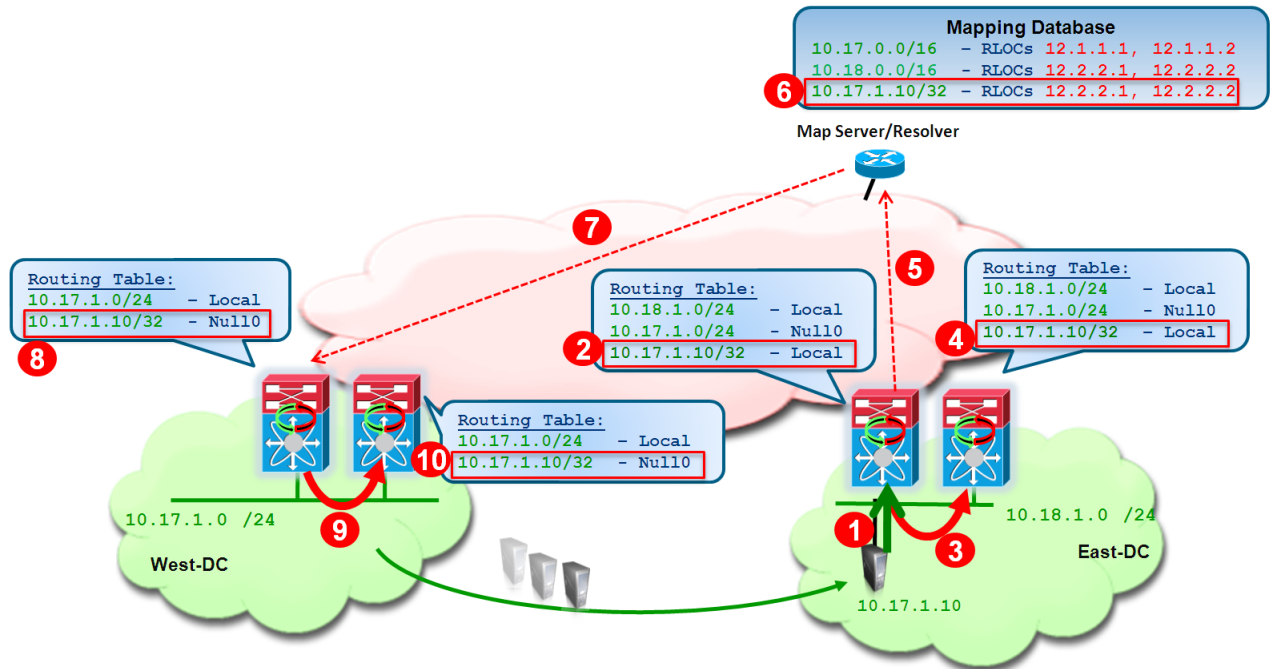 Mapping Database
10.17.0.0/16 – RLOCs 12.1.1.1, 12.1.1.2
10.18.0.0/16 – RLOCs 12.2.2.1, 12.2.2.2
6 10.17.1.10/32 – RLOCs 12.2.2.1, 12.2.2.2
Map Server/Resolver
7
5
Routing Table:
10.17.1.0/24 – Local
10.17.1.10/32 – Null0
8
Routing Table:
10.18.1.0/24 – Local
10.17.1.0/24 – Null0
2 10.17.1.10/32 – Local
Routing Table:
10.18.1.0/24 – Local
10.17.1.0/24 – Null0
4 10.17.1.10/32 – Local
Routing Table:
10.17.1.0/24 – Local
10 10.17.1.10/32 – Null0
10.17.1.0 /24
9
West-DC
1
3
10.18.1.0 /24
East-DC
10.17.1.10